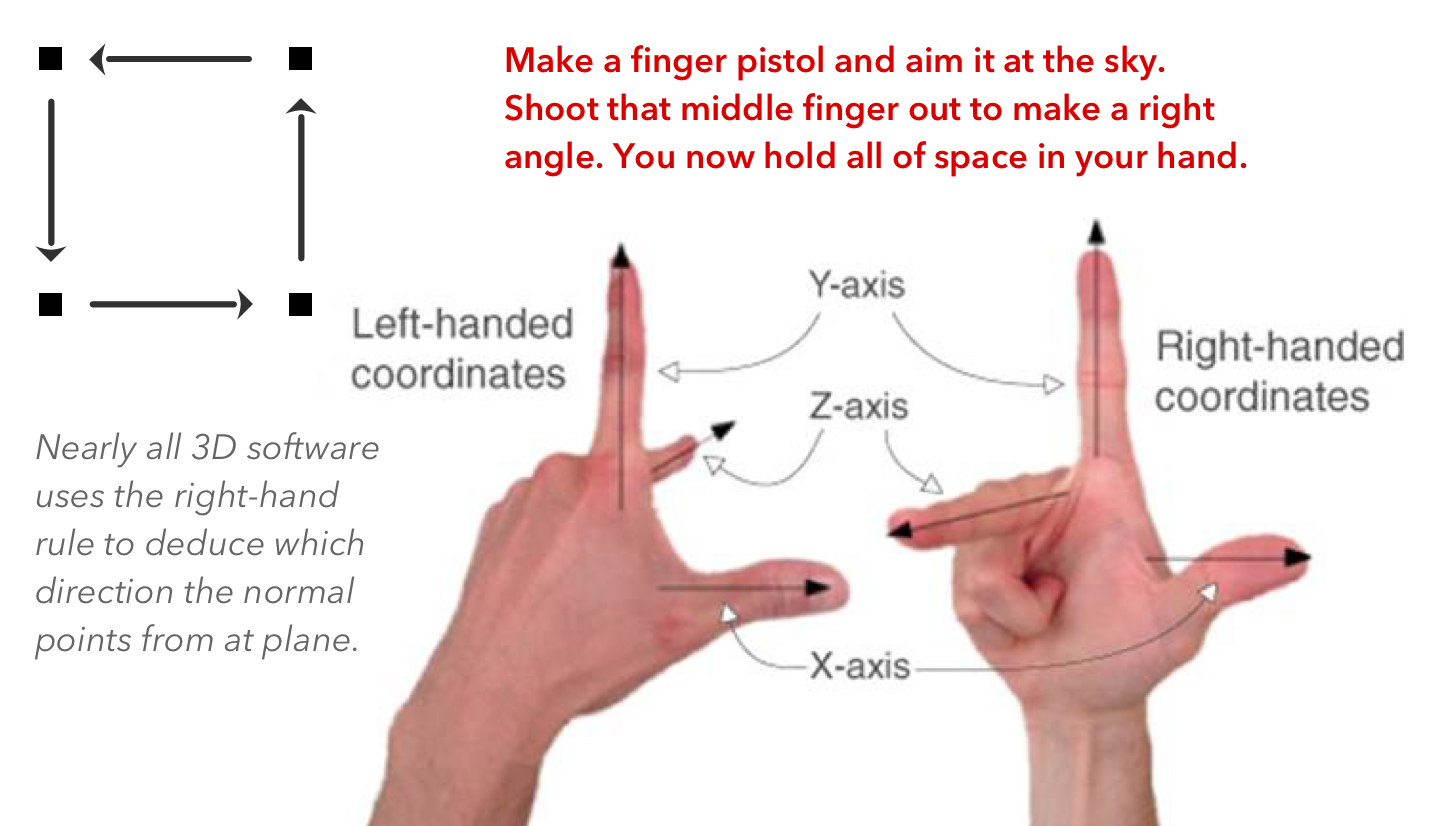 Make a finger pistol and aim it at the sky.
Shoot that middle finger out to make a right
angle. You now hold all of space in your hand.
Y-axis
Left-handed
coordinates
Right-handed
coordinates
Z-axis
Nearly all 3D software
uses the right-hand
rule to deduce which
direction the normal
points from at plane.
X-axis